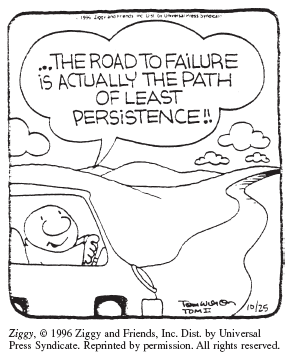 © 1996 Ziggy and Friends, Inc. Dist. by Universal Press Syndicate
...THE ROAD TO FAILURE
IS ACTUALLY THE PATH
OF LEAST
PERSISTENCE!!
TOM WILSON
TOM II
10/25
Ziggy, © 1996 Ziggy and Friends, Inc. Dist. by Universal
Press Syndicate. Reprinted by permission. All rights reserved.